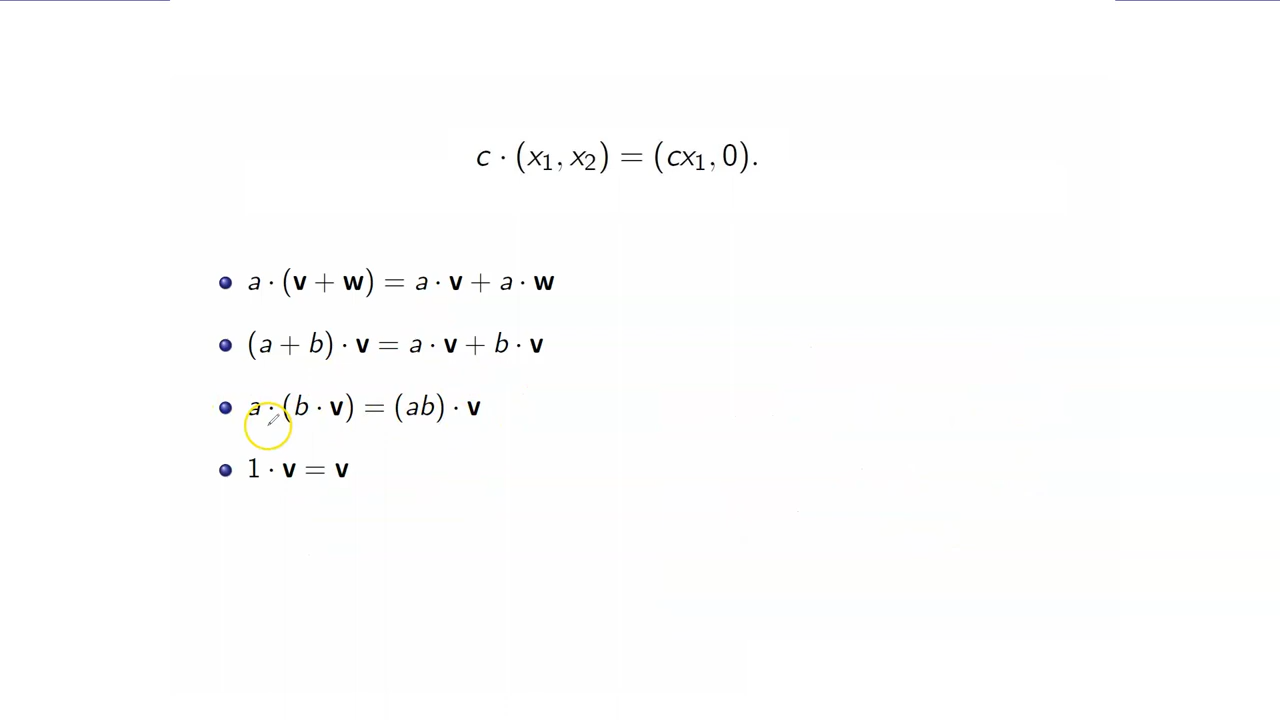 c · (x₁, x₂) = (cx₁, 0).
a · (v + w) = a · v + a · w
(a + b) · v = a · v + b · v
a · (b · v) = (ab) · v
1 · v = v